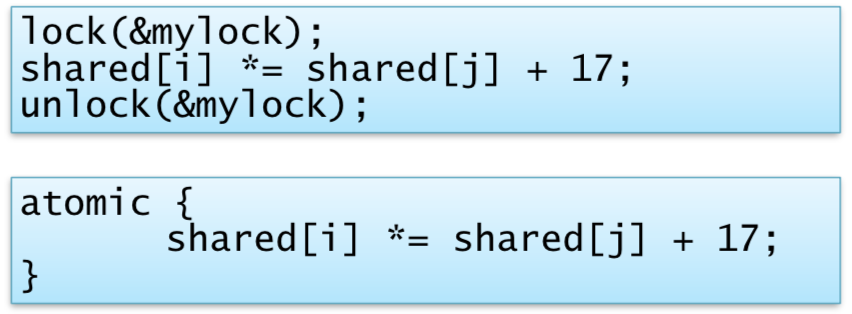 lock(&mylock);
shared[i] *= shared[j] + 17;
unlock(&mylock);
atomic {
shared[i] *= shared[j] + 17;
}